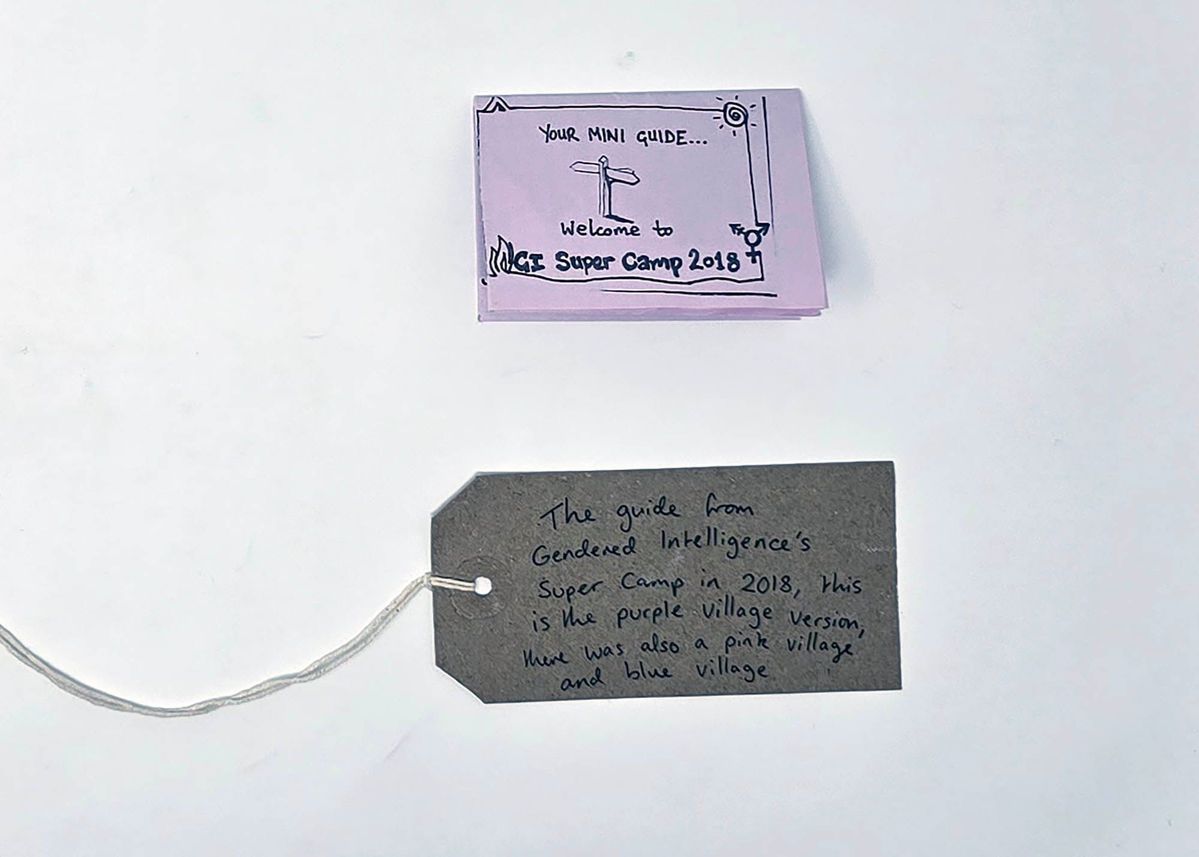 YOUR MINI GUIDE...
Welcome to
GI Super Camp 2018
The guide from
Gendered Intelligence's
Super Camp in 2018, this
is the purple village version,
there was also a pink village
and blue village